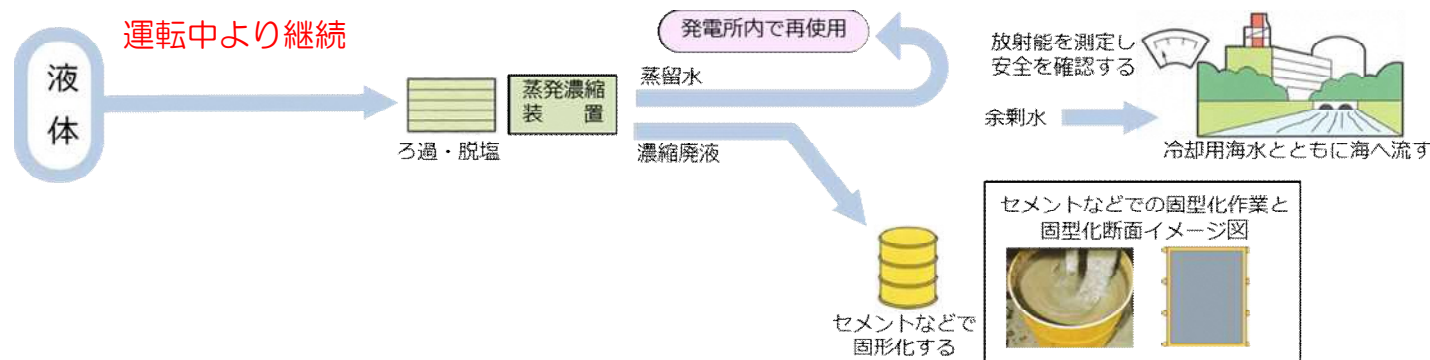 運転中より継続
液
体
ろ過・脱塩
蒸発濃縮
装　置
蒸留水
発電所内で再使用
濃縮廃液
セメントなどで
固形化する
放射能を測定し
安全を確認する
余剰水
冷却用海水とともに海へ流す
セメントなどでの固型化作業と
固型化断面イメージ図